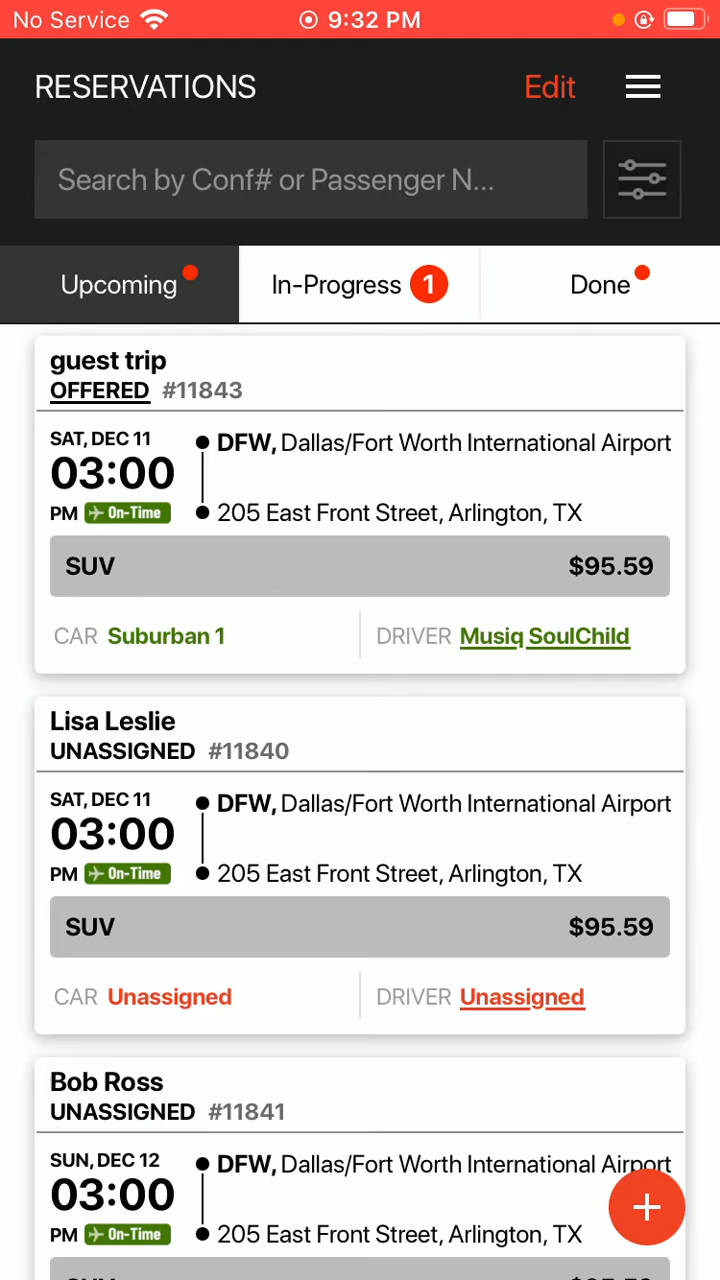 No Service 9:32 PM
RESERVATIONS Edit
Search by Conf# or Passenger N...
Upcoming In-Progress 1 Done
guest trip
OFFERED #11843
SAT, DEC 11
DFW, Dallas/Fort Worth International Airport
03:00
PM On-Time 205 East Front Street, Arlington, TX
SUV $95.59
CAR Suburban 1 DRIVER Musiq SoulChild
Lisa Leslie
UNASSIGNED #11840
SAT, DEC 11
DFW, Dallas/Fort Worth International Airport
03:00
PM On-Time 205 East Front Street, Arlington, TX
SUV $95.59
CAR Unassigned DRIVER Unassigned
Bob Ross
UNASSIGNED #11841
SUN, DEC 12
DFW, Dallas/Fort Worth International Airport
03:00
PM On-Time 205 East Front Street, Arlington, TX